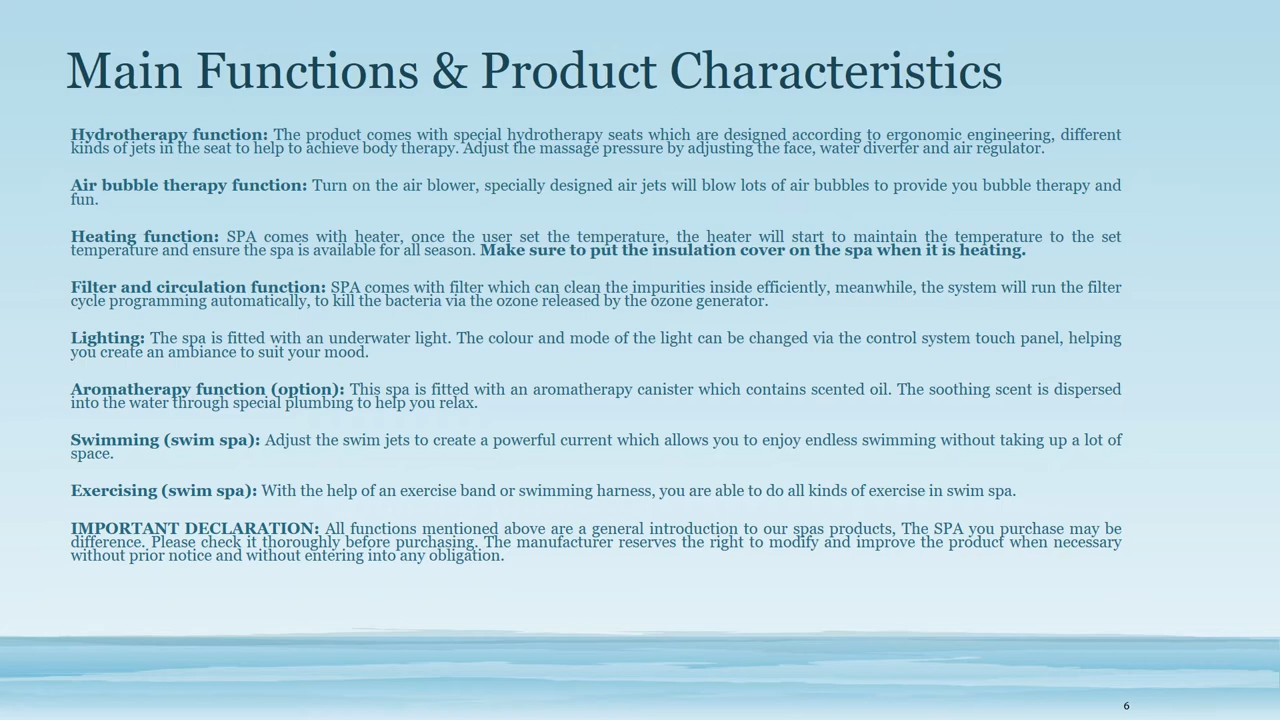 Main Functions & Product Characteristics
Hydrotherapy function: The product comes with special hydrotherapy seats which are designed according to ergonomic engineering, different
kinds of jets in the seat to help to achieve body therapy. Adjust the massage pressure by adjusting the face, water diverter and air regulator.
Air bubble therapy function: Turn on the air blower, specially designed air jets will blow lots of air bubbles to provide you bubble therapy and
fun.
Heating function: SPA comes with heater, once the user set the temperature, the heater will start to maintain the temperature to the set
temperature and ensure the spa is available for all season. Make sure to put the insulation cover on the spa when it is heating.
Filter and circulation function: SPA comes with filter which can clean the impurities inside efficiently, meanwhile, the system will run the filter
cycle programming automatically, to kill the bacteria via the ozone released by the ozone generator.
Lighting: The spa is fitted with an underwater light. The colour and mode of the light can be changed via the control system touch panel, helping
you create an ambiance to suit your mood.
Aromatherapy function (option): This spa is fitted with an aromatherapy canister which contains scented oil. The soothing scent is dispersed
into the water through special plumbing to help you relax.
Swimming (swim spa): Adjust the swim jets to create a powerful current which allows you to enjoy endless swimming without taking up a lot of
space.
Exercising (swim spa): With the help of an exercise band or swimming harness, you are able to do all kinds of exercise in swim spa.
IMPORTANT DECLARATION: All functions mentioned above are a general introduction to our spas products, The SPA you purchase may be
difference. Please check it thoroughly before purchasing. The manufacturer reserves the right to modify and improve the product when necessary
without prior notice and without entering into any obligation.
6